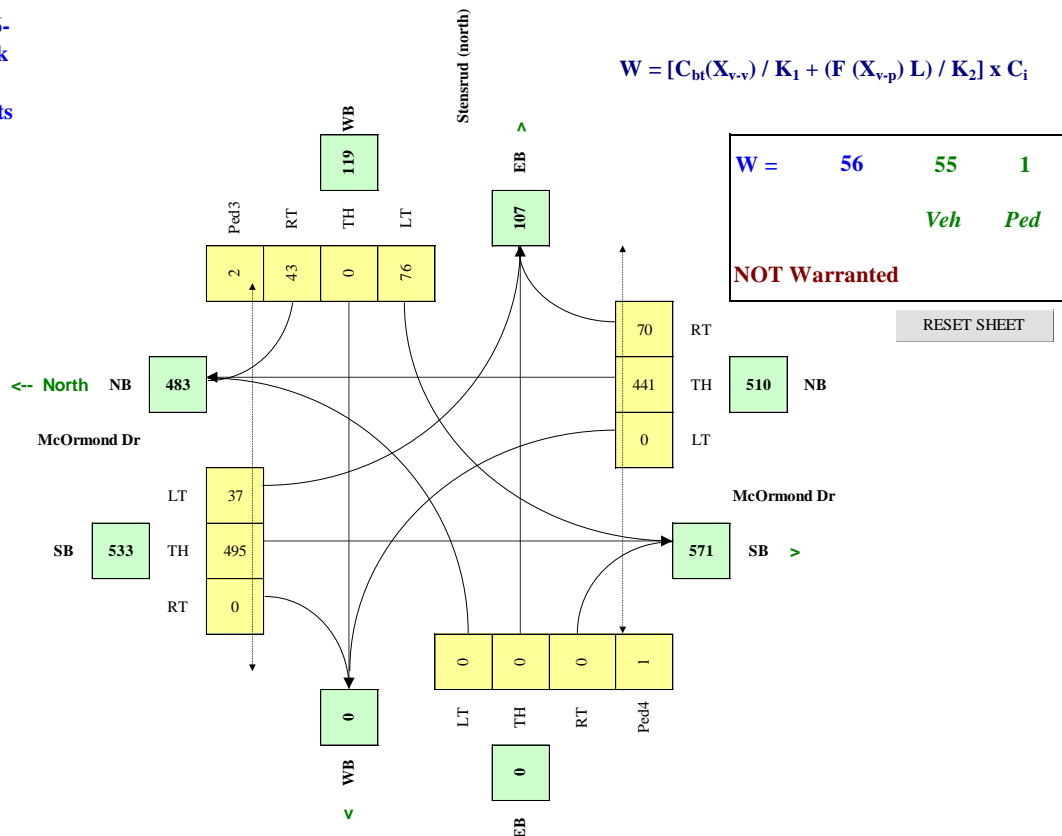 5-
k
ts
Stensrud (north)
W = [Cbt(Xv-v) / K1 + (F (Xv-p) L) / K2] x Ci
WB
119
EB
^
107
W = 56 55 1
Veh Ped
NOT Warranted
RESET SHEET
Ped3 RT TH LT
2 43 0 76
70 RT
441 TH 510 NB
0 LT
<-- North NB 483
McOrmond Dr
McOrmond Dr
LT 37
SB 533 TH 495
RT 0
571 SB >
0 0 0 1
LT TH RT Ped4
0
WB
v
0
EB